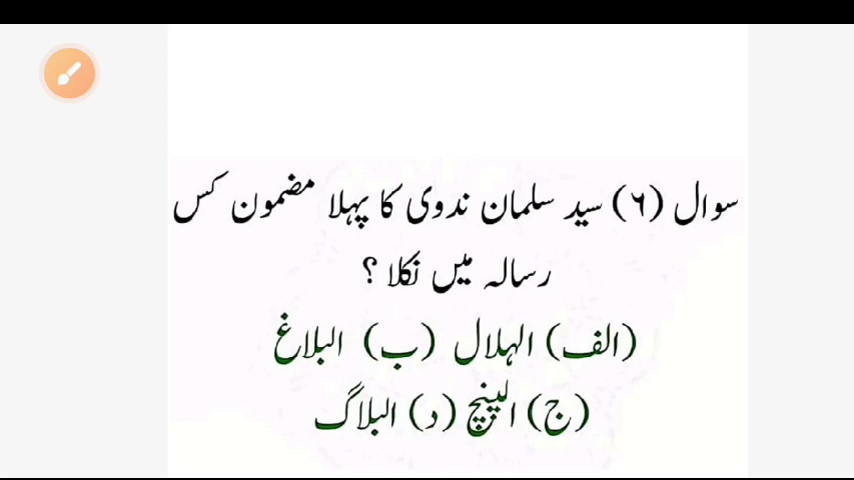 سوال (٦) سید سلمان ندوی کا پہلا مضمون کس
رسالہ میں نکلا ؟
(الف) الہلال (ب) البلاغ
(ج) الپنچ (د) البلاگ